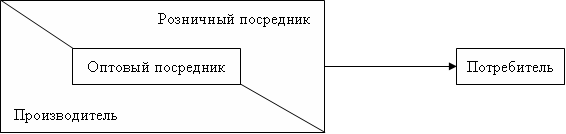 Розничный посредник
Оптовый посредник
Потребитель
Производитель